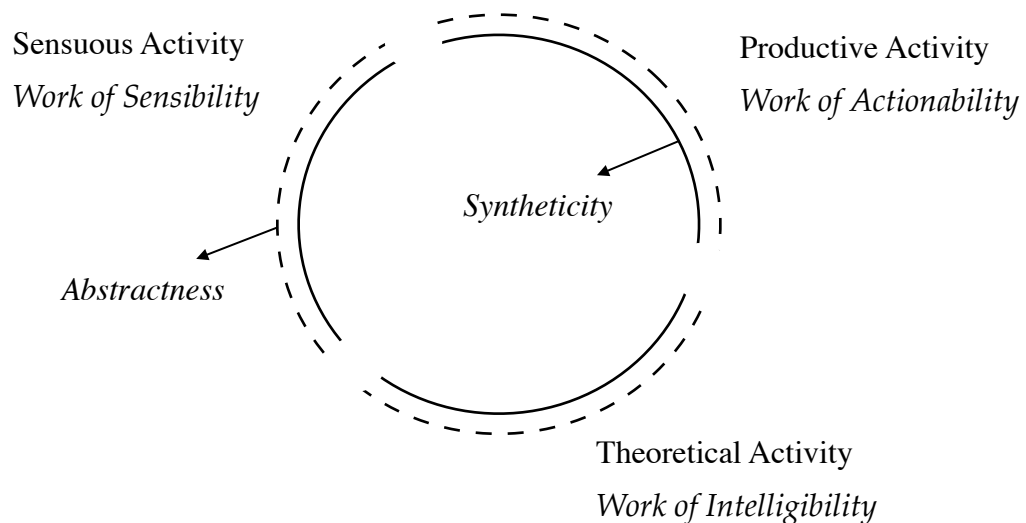 Sensuous Activity
Work of Sensibility
Productive Activity
Work of Actionability
Syntheticity
Abstractness
Theoretical Activity
Work of Intelligibility